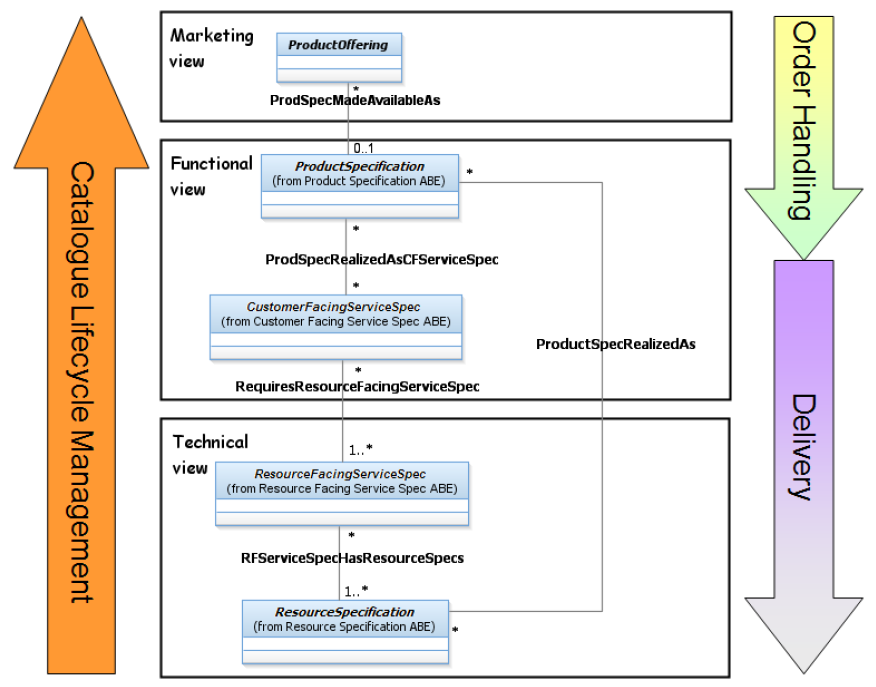 Marketing
view
ProductOffering
*
ProdSpecMadeAvailableAs
0..1
Functional
view
ProductSpecification
(from Product Specification ABE)
*
*
ProdSpecRealizedAsCFServiceSpec
*
CustomerFacingServiceSpec
(from Customer Facing Service Spec ABE)
ProductSpecRealizedAs
*
RequiresResourceFacingServiceSpec
Technical
view
1..*
ResourceFacingServiceSpec
(from Resource Facing Service Spec ABE)
*
RFServiceSpecHasResourceSpecs
1..*
ResourceSpecification
(from Resource Specification ABE)
*
Catalogue Lifecycle Management
Order Handling
Delivery